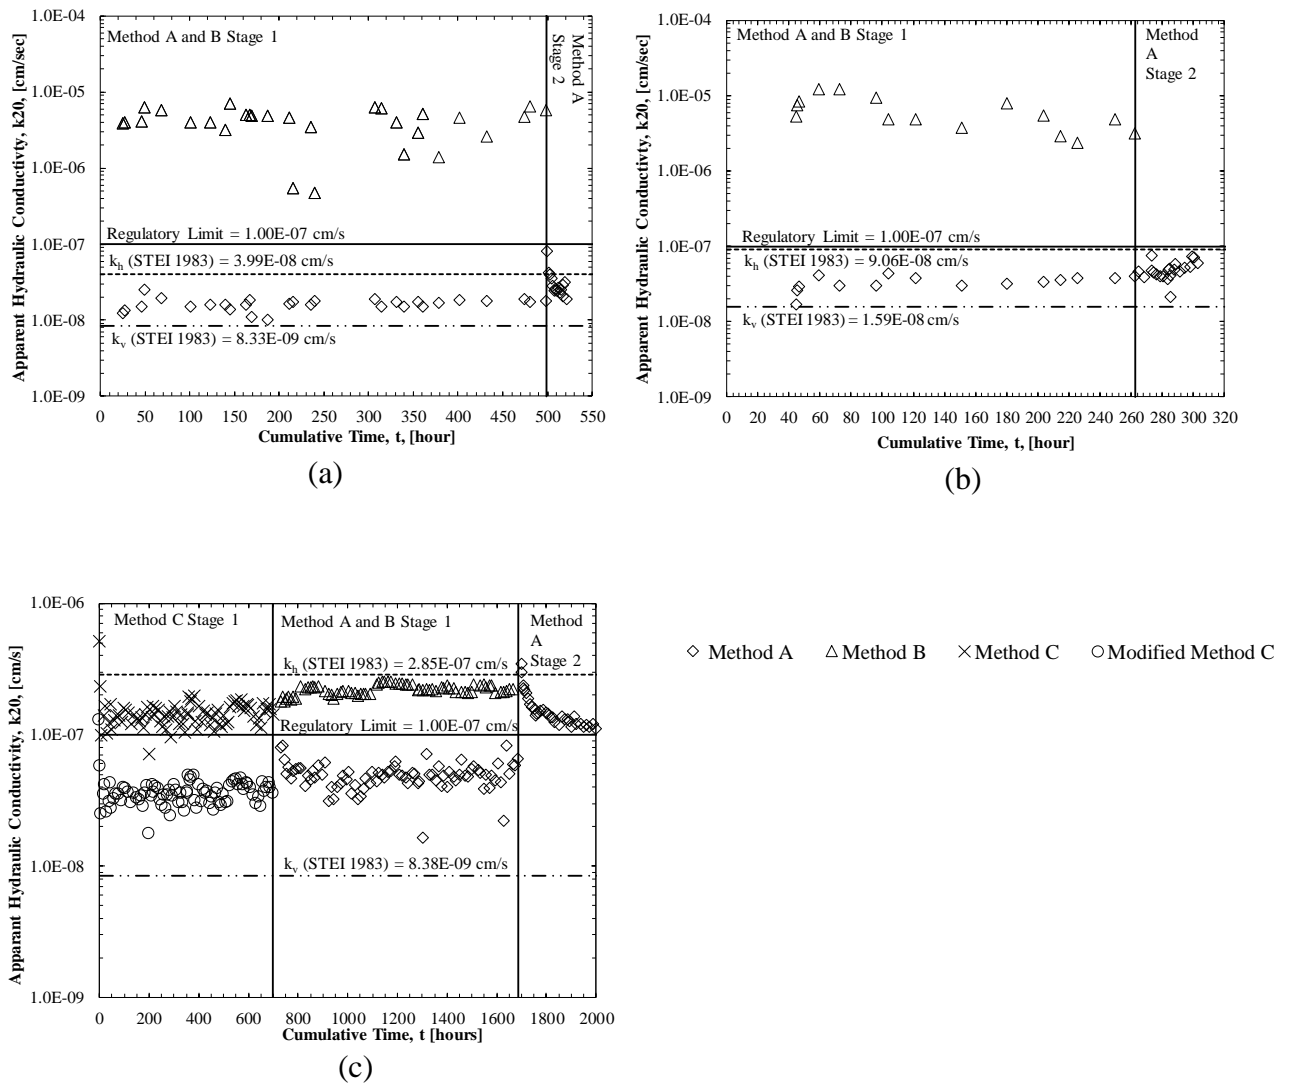 Apparent Hydraulic Conductivty, k20, [cm/sec]
1.0E-04
1.0E-05
1.0E-06
1.0E-07
1.0E-08
1.0E-09
Method A and B Stage 1
Method A
Stage 2
Regulatory Limit = 1.00E-07 cm/s
kh (STEI 1983) = 3.99E-08 cm/s
kv (STEI 1983) = 8.33E-09 cm/s
0 50 100 150 200 250 300 350 400 450 500 550
Cumulative Time, t, [hour]
(a)
Apparent Hydraulic Conductivity, k20, [cm/sec]
1.0E-04
1.0E-05
1.0E-06
1.0E-07
1.0E-08
1.0E-09
Method A and B Stage 1
Method
A
Stage 2
Regulatory Limit = 1.00E-07 cm/s
kh (STEI 1983) = 9.06E-08 cm/s
kv (STEI 1983) = 1.59E-08 cm/s
0 20 40 60 80 100 120 140 160 180 200 220 240 260 280 300 320
Cumulative Time, t, [hour]
(b)
Apparant Hydraulic Conductivity, k20, [cm/s]
1.0E-06
1.0E-07
1.0E-08
1.0E-09
Method C Stage 1
Method A and B Stage 1
Method
A
Stage 2
kh (STEI 1983) = 2.85E-07 cm/s
Regulatory Limit = 1.00E-07 cm/s
kv (STEI 1983) = 8.38E-09 cm/s
0 200 400 600 800 1000 1200 1400 1600 1800 2000
Cumulative Time, t [hours]
(c)
Method A Method B Method C Modified Method C